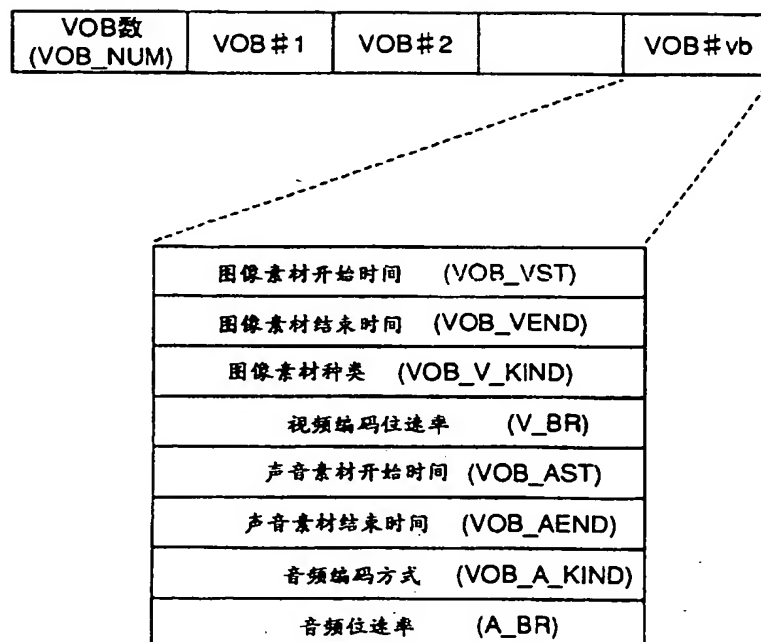 VOB数
(VOB_NUM)
VOB#1
VOB#2
VOB#vb
图像素材开始时间 (VOB_VST)
图像素材结束时间 (VOB_VEND)
图像素材种类 (VOB_V_KIND)
视频编码位速率 (V_BR)
声音素材开始时间 (VOB_AST)
声音素材结束时间 (VOB_AEND)
音频编码方式 (VOB_A_KIND)
音频位速率 (A_BR)